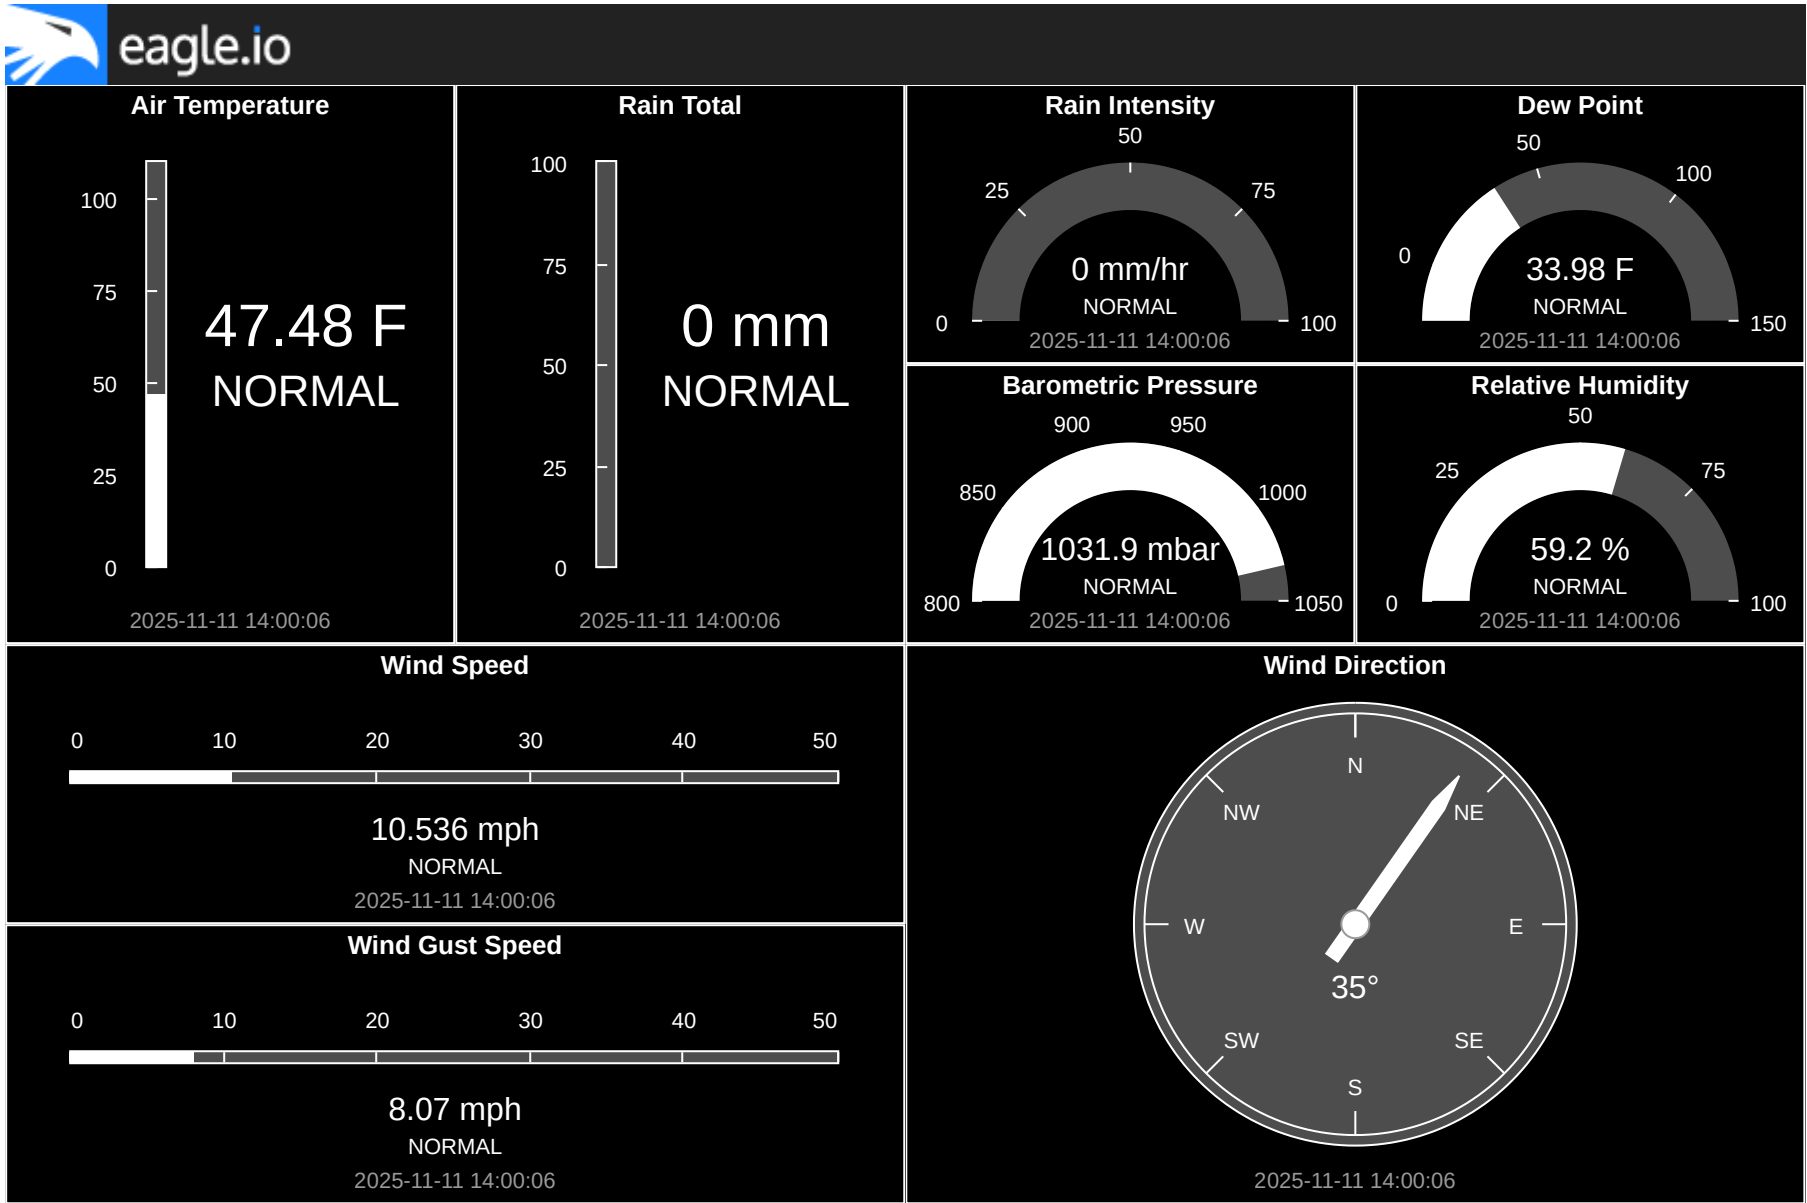 eagle.io
Air Temperature
100
75
50
25
0
47.48 F
NORMAL
2025-11-11 14:00:06
Rain Total
100
75
50
25
0
0 mm
NORMAL
2025-11-11 14:00:06
Rain Intensity
50
25
75
0
100
0 mm/hr
NORMAL
2025-11-11 14:00:06
Dew Point
50
100
0
150
33.98 F
NORMAL
2025-11-11 14:00:06
Barometric Pressure
900
950
850
1000
800
1050
1031.9 mbar
NORMAL
2025-11-11 14:00:06
Relative Humidity
50
25
75
0
100
59.2 %
NORMAL
2025-11-11 14:00:06
Wind Speed
0 10 20 30 40 50
10.536 mph
NORMAL
2025-11-11 14:00:06
Wind Gust Speed
0 10 20 30 40 50
8.07 mph
NORMAL
2025-11-11 14:00:06
Wind Direction
N
NW NE
W E
35°
SW SE
S
2025-11-11 14:00:06